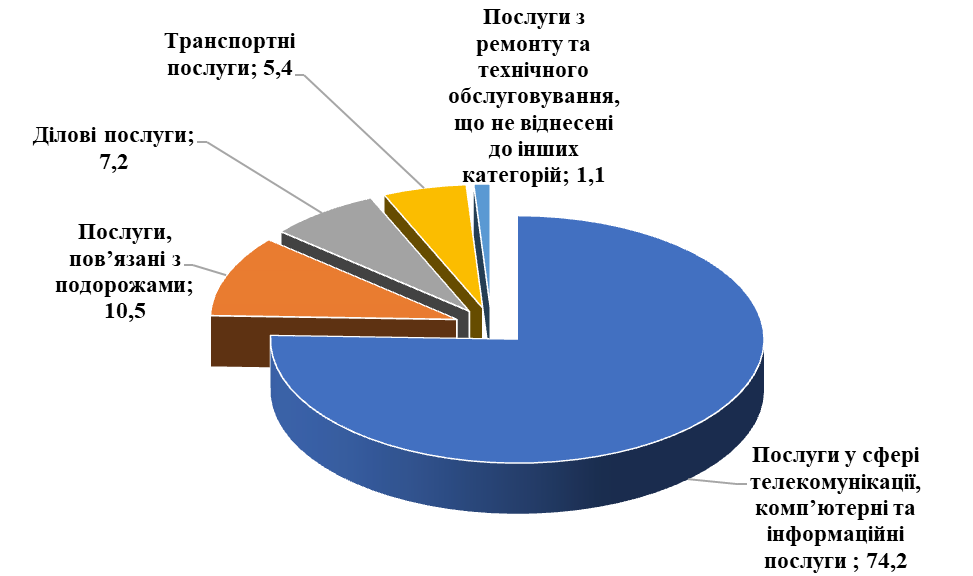 Транспортні
послуги; 5,4
Послуги з
ремонту та
технічного
обслуговування,
що не віднесені
до інших
категорій; 1,1
Ділові послуги;
7,2
Послуги,
пов’язані з
подорожами;
10,5
Послуги у сфері
телекомунікації,
комп’ютерні та
інформаційні
послуги ; 74,2